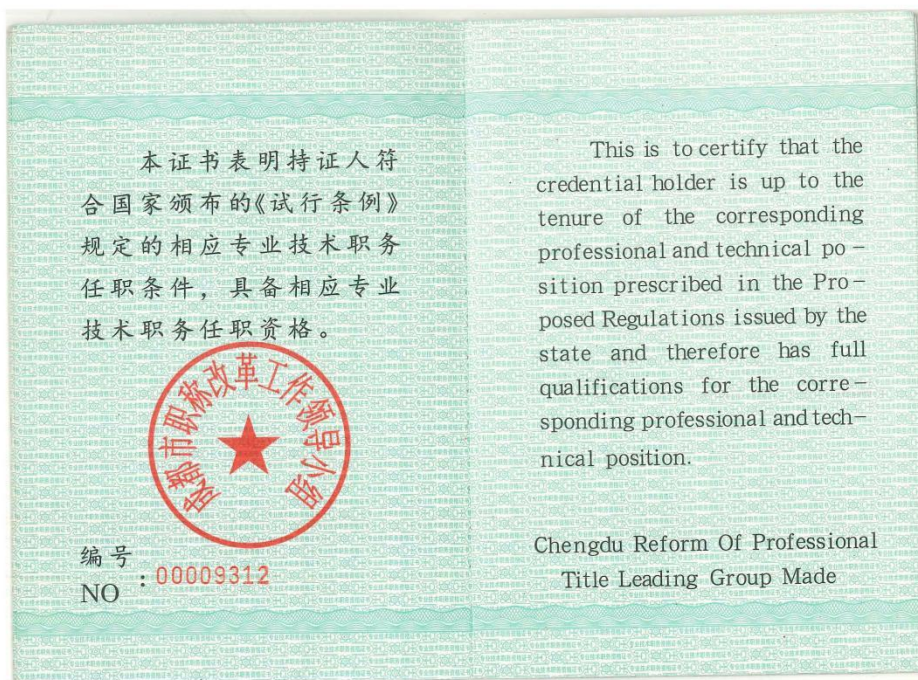 本证书表明持证人符
合国家颁布的《试行条例》
规定的相应专业技术职务
任职条件，具备相应专业
技术职务任职资格。
成都市职称改革工作领导小组
编号
NO
:00009312
This is to certify that the
credential holder is up to the
tenure of the corresponding
professional and technical po-
sition prescribed in the Pro-
posed Regulations issued by the
state and therefore has full
qualifications for the corre-
sponding professional and tech-
nical position.
Chengdu Reform Of Professional
Title Leading Group Made